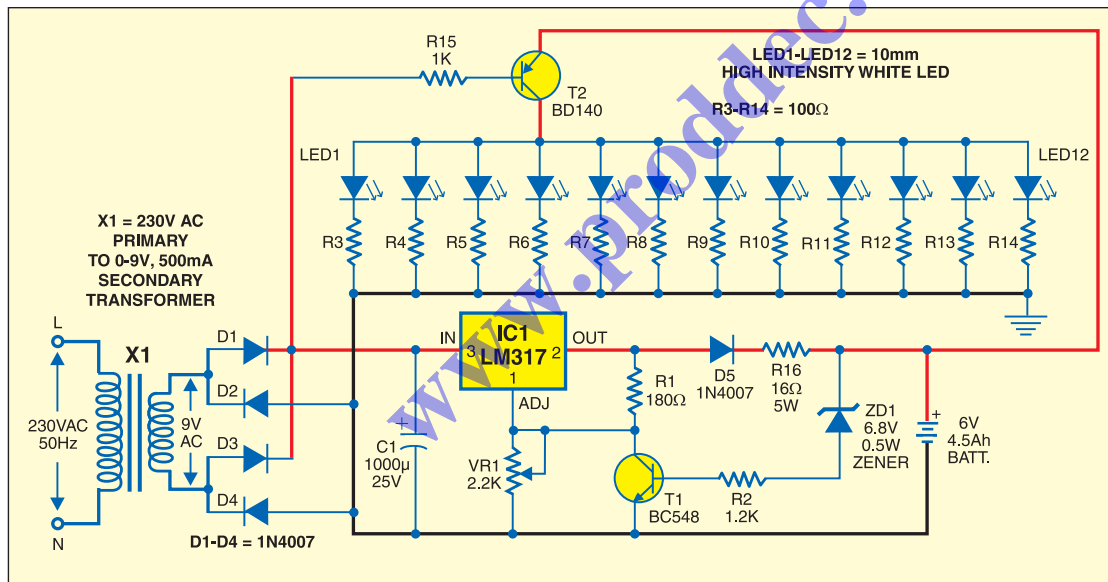 R15
1K
T2
BD140
LED1-LED12 = 10mm
HIGH INTENSITY WHITE LED
R3-R14 = 100Ω
LED1
LED12
R3
R4
R5
R6
R7
R8
R9
R10
R11
R12
R13
R14
X1 = 230V AC
PRIMARY
TO 0-9V, 500mA
SECONDARY
TRANSFORMER
L
X1
230VAC
50Hz
N
9V
AC
D1
D2
D3
D4
D1-D4 = 1N4007
IN
IC1
OUT
3
LM317
2
1
ADJ
C1
1000µ
25V
+
VR1
2.2K
R1
180Ω
D5
1N4007
R16
16Ω
5W
T1
BC548
R2
1.2K
ZD1
6.8V
0.5W
ZENER
+
6V
4.5Ah
BATT.
www.proddec.